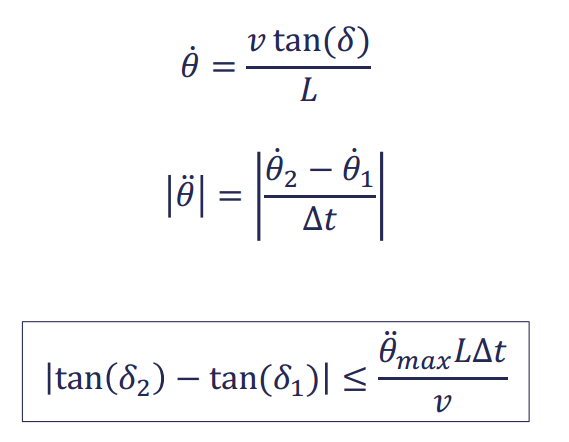 θ̇ = v tan(δ) / L
|θ̈| = |(θ̇₂ − θ̇₁) / Δt|
|tan(δ₂) − tan(δ₁)| ≤ θ̈ₘₐₓLΔt / v